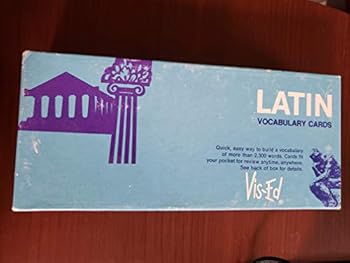 LATIN
VOCABULARY CARDS
Quick, easy way to build a vocabulary
of more than 2,300 words. Cards fit
your pocket for review anytime, anywhere.
See back of box for details.
Vis-Ed